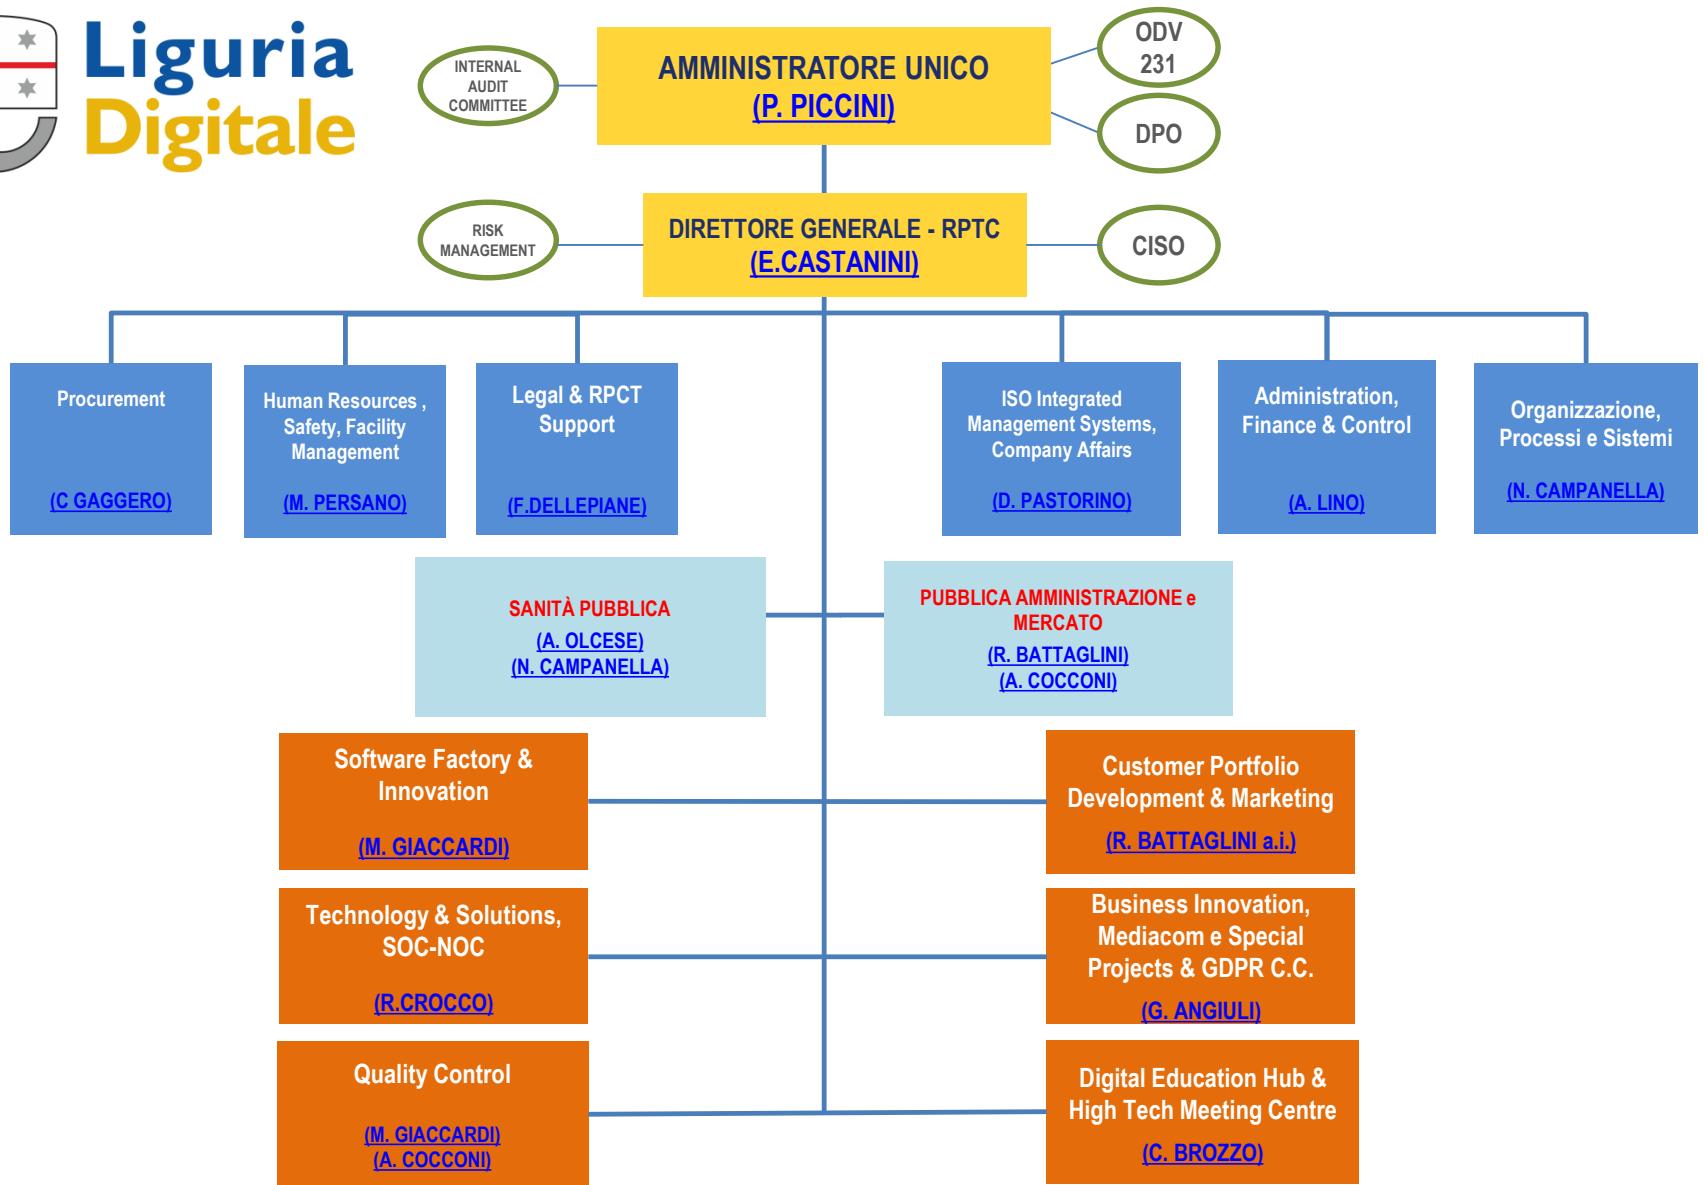 Liguria
Digitale
INTERNAL
AUDIT
COMMITTEE
AMMINISTRATORE UNICO
(P. PICCINI)
ODV
231
DPO
RISK
MANAGEMENT
DIRETTORE GENERALE - RPTC
(E.CASTANINI)
CISO
Procurement
(C GAGGERO)
Human Resources ,
Safety, Facility
Management
(M. PERSANO)
Legal & RPCT
Support
(F.DELLEPIANE)
ISO Integrated
Management Systems,
Company Affairs
(D. PASTORINO)
Administration,
Finance & Control
(A. LINO)
Organizzazione,
Processi e Sistemi
(N. CAMPANELLA)
SANITÀ PUBBLICA
(A. OLCESE)
(N. CAMPANELLA)
PUBBLICA AMMINISTRAZIONE e
MERCATO
(R. BATTAGLINI)
(A. COCCONI)
Software Factory &
Innovation
(M. GIACCARDI)
Customer Portfolio
Development & Marketing
(R. BATTAGLINI a.i.)
Technology & Solutions,
SOC-NOC
(R.CROCCO)
Business Innovation,
Mediacom e Special
Projects & GDPR C.C.
(G. ANGIULI)
Quality Control
(M. GIACCARDI)
(A. COCCONI)
Digital Education Hub &
High Tech Meeting Centre
(C. BROZZO)